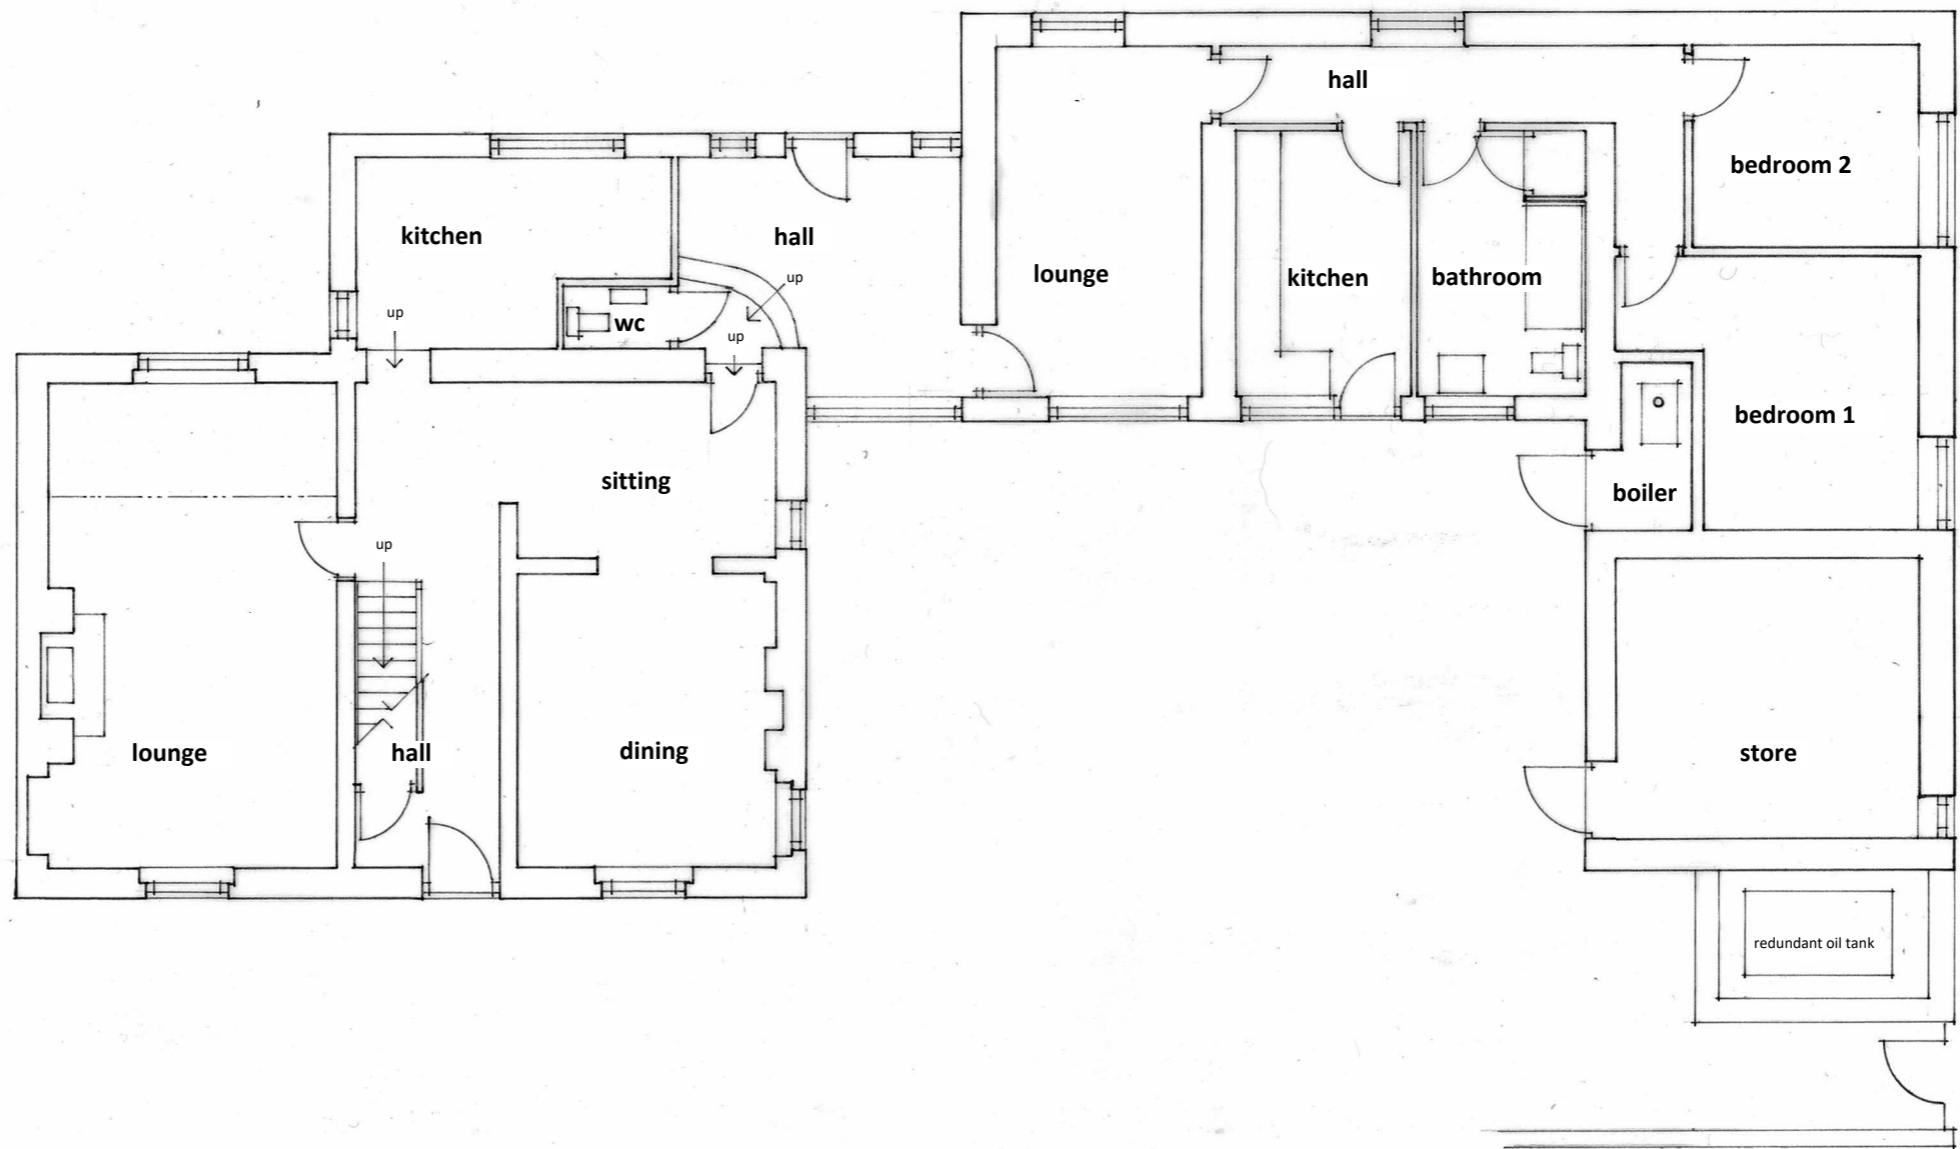 hall
bedroom 2
kitchen
hall
up
lounge
kitchen
bathroom
up
wc
up
bedroom 1
sitting
boiler
up
lounge
hall
dining
store
redundant oil tank